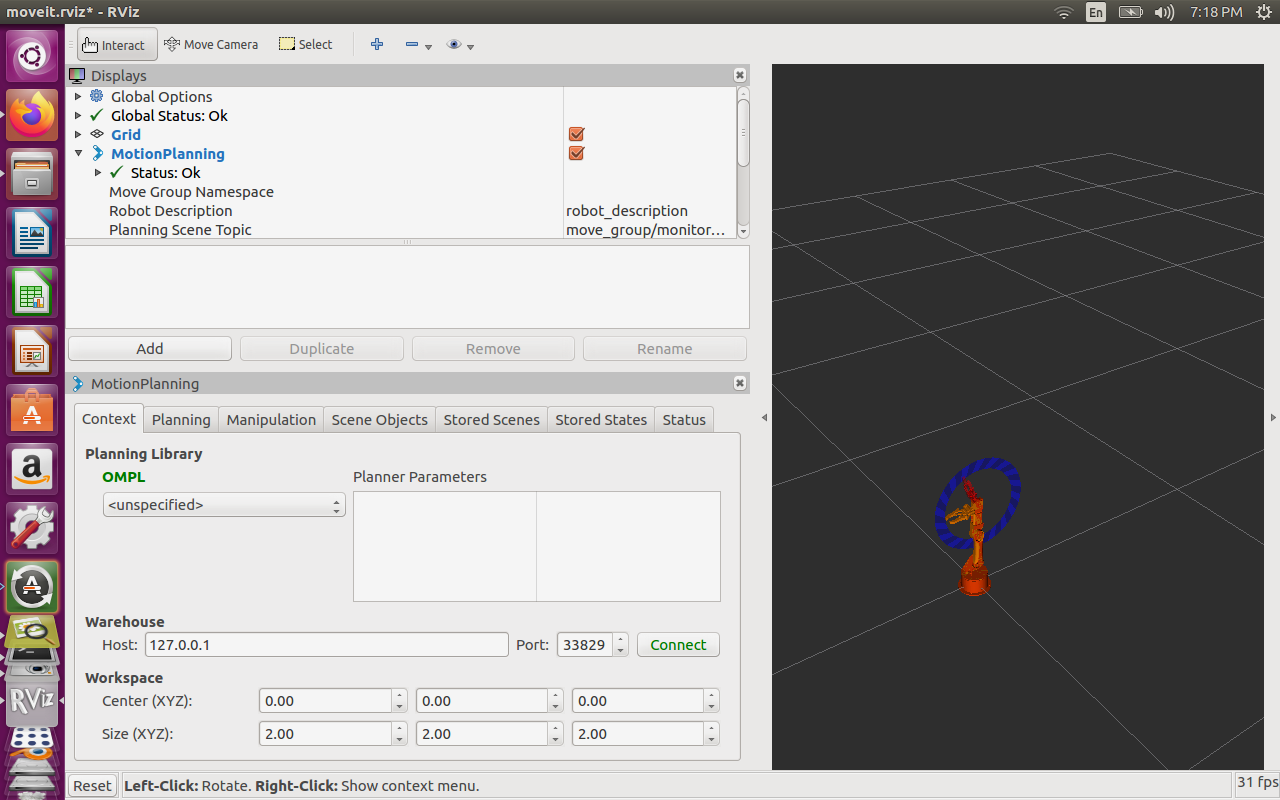 moveit.rviz* - RViz
En
7:18 PM
Interact
Move Camera
Select
Displays
Global Options
Global Status: Ok
Grid
MotionPlanning
Status: Ok
Move Group Namespace
Robot Description robot_description
Planning Scene Topic move_group/monitor...
Add Duplicate Remove Rename
MotionPlanning
Context Planning Manipulation Scene Objects Stored Scenes Stored States Status
Planning Library
OMPL Planner Parameters
<unspecified>
Warehouse
Host: 127.0.0.1 Port: 33829 Connect
Workspace
Center (XYZ): 0.00 0.00 0.00
Size (XYZ): 2.00 2.00 2.00
RViz
Reset Left-Click: Rotate. Right-Click: Show context menu. 31 fps